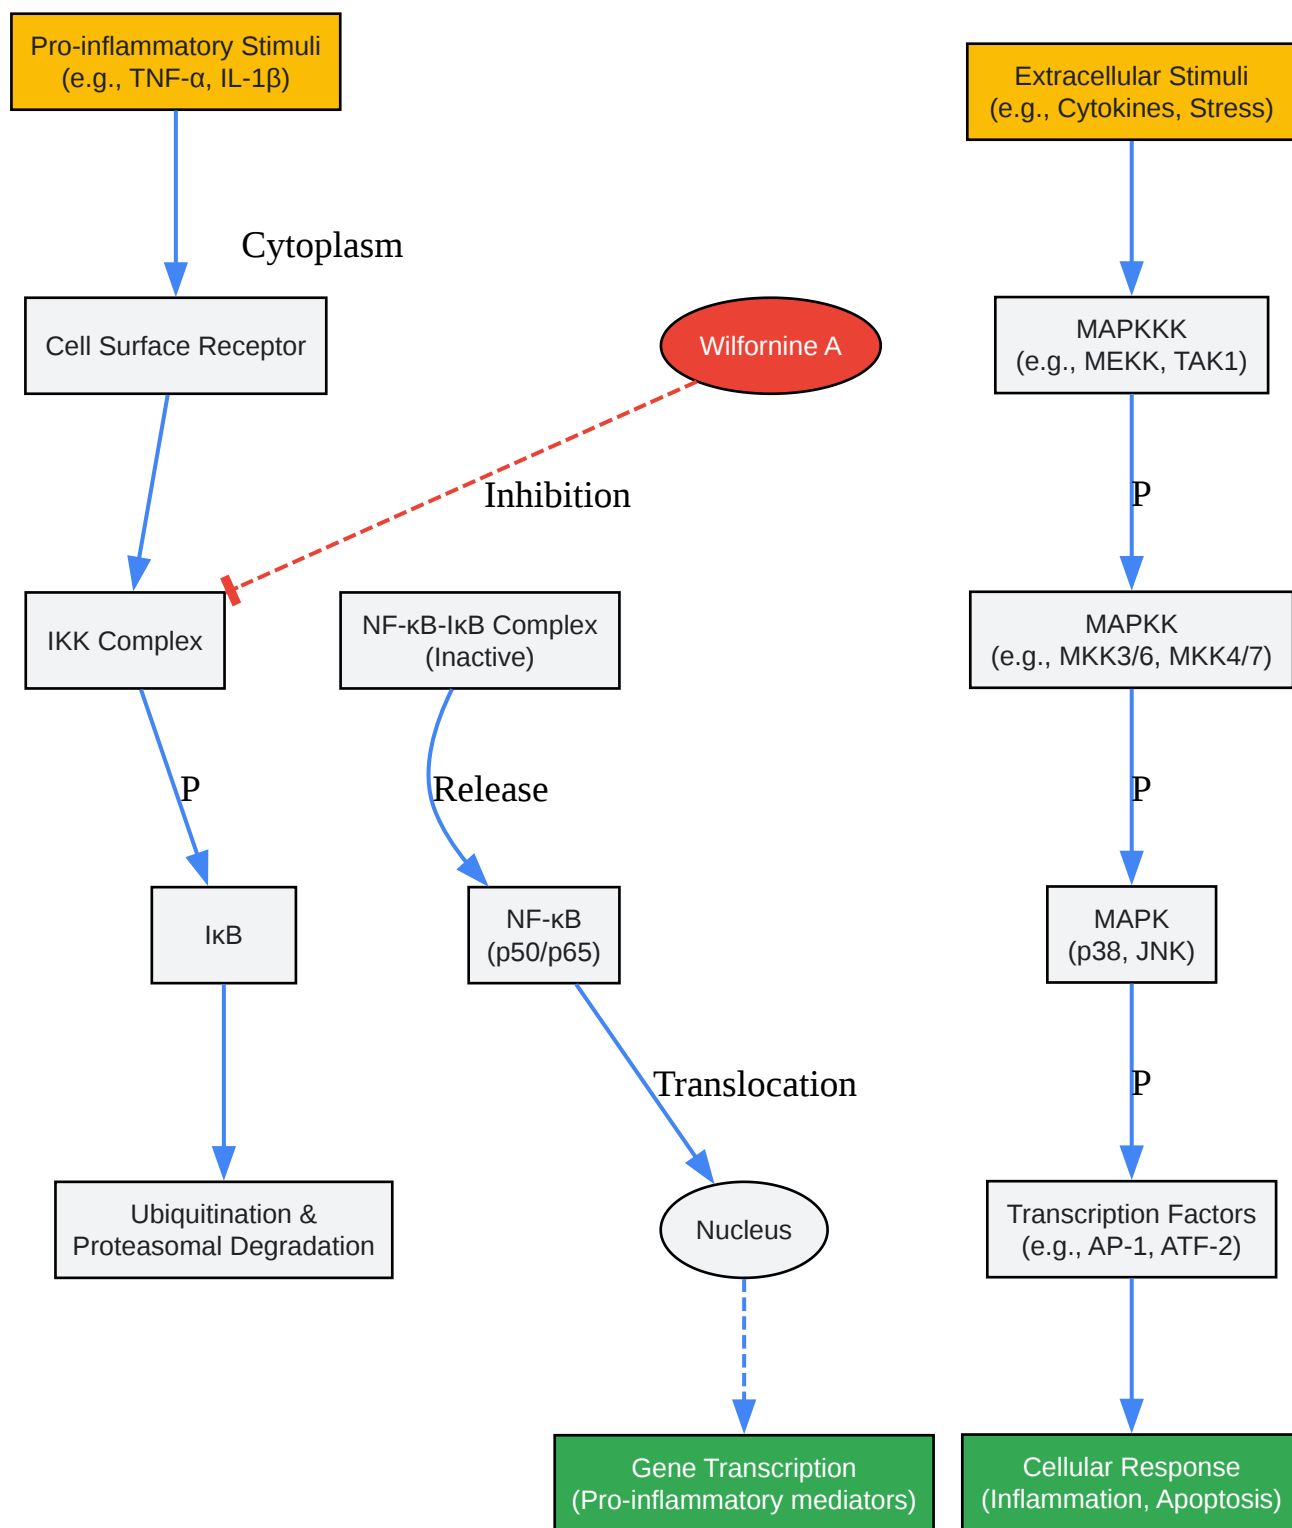 Pro-inflammatory Stimuli
(e.g., TNF-α, IL-1β)
Extracellular Stimuli
(e.g., Cytokines, Stress)
Cytoplasm
Cell Surface Receptor
Wilfornine A
MAPKKK
(e.g., MEKK, TAK1)
Inhibition
P
IKK Complex
NF-κB-IκB Complex
(Inactive)
MAPKK
(e.g., MKK3/6, MKK4/7)
P
Release
P
IκB
NF-κB
(p50/p65)
MAPK
(p38, JNK)
Translocation
P
Ubiquitination &
Proteasomal Degradation
Nucleus
Transcription Factors
(e.g., AP-1, ATF-2)
Gene Transcription
(Pro-inflammatory mediators)
Cellular Response
(Inflammation, Apoptosis)